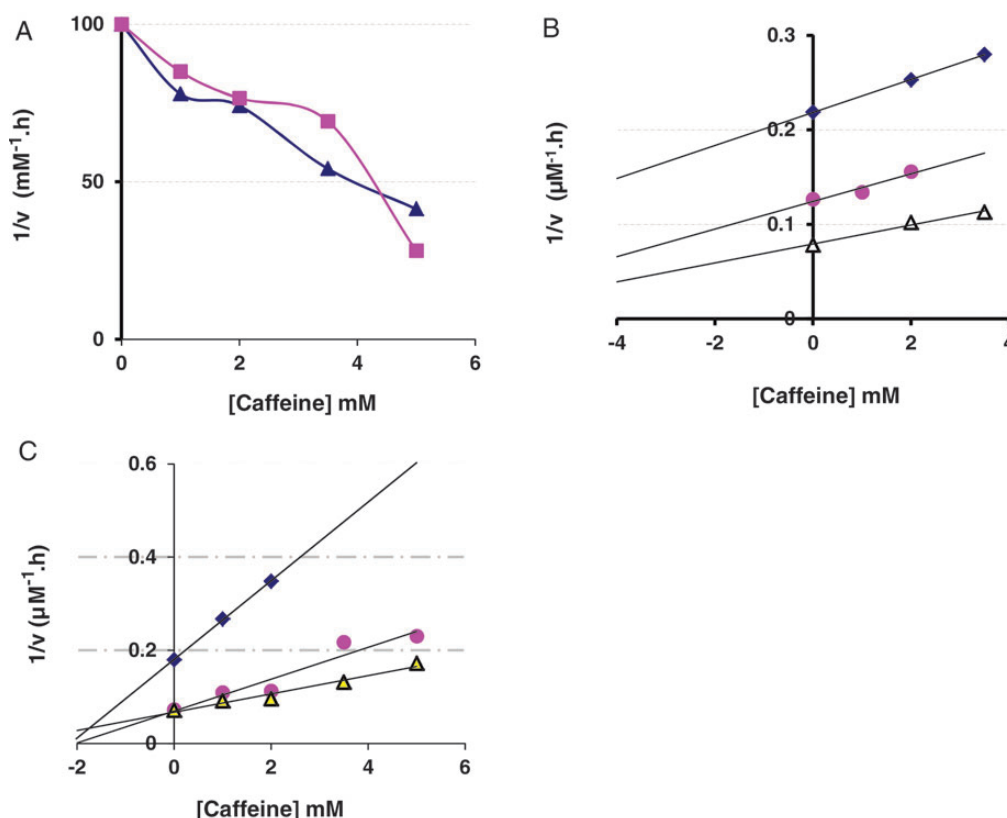 A
100
50
0
0 2 4 6
1/v (mM⁻¹.h)
[Caffeine] mM
B
0.3
0.2
0.1
0
-4 -2 0 2 4
1/v (µM⁻¹.h)
[Caffeine] mM
C
0.6
0.4
0.2
0
-2 0 2 4 6
1/v (µM⁻¹.h)
[Caffeine] mM